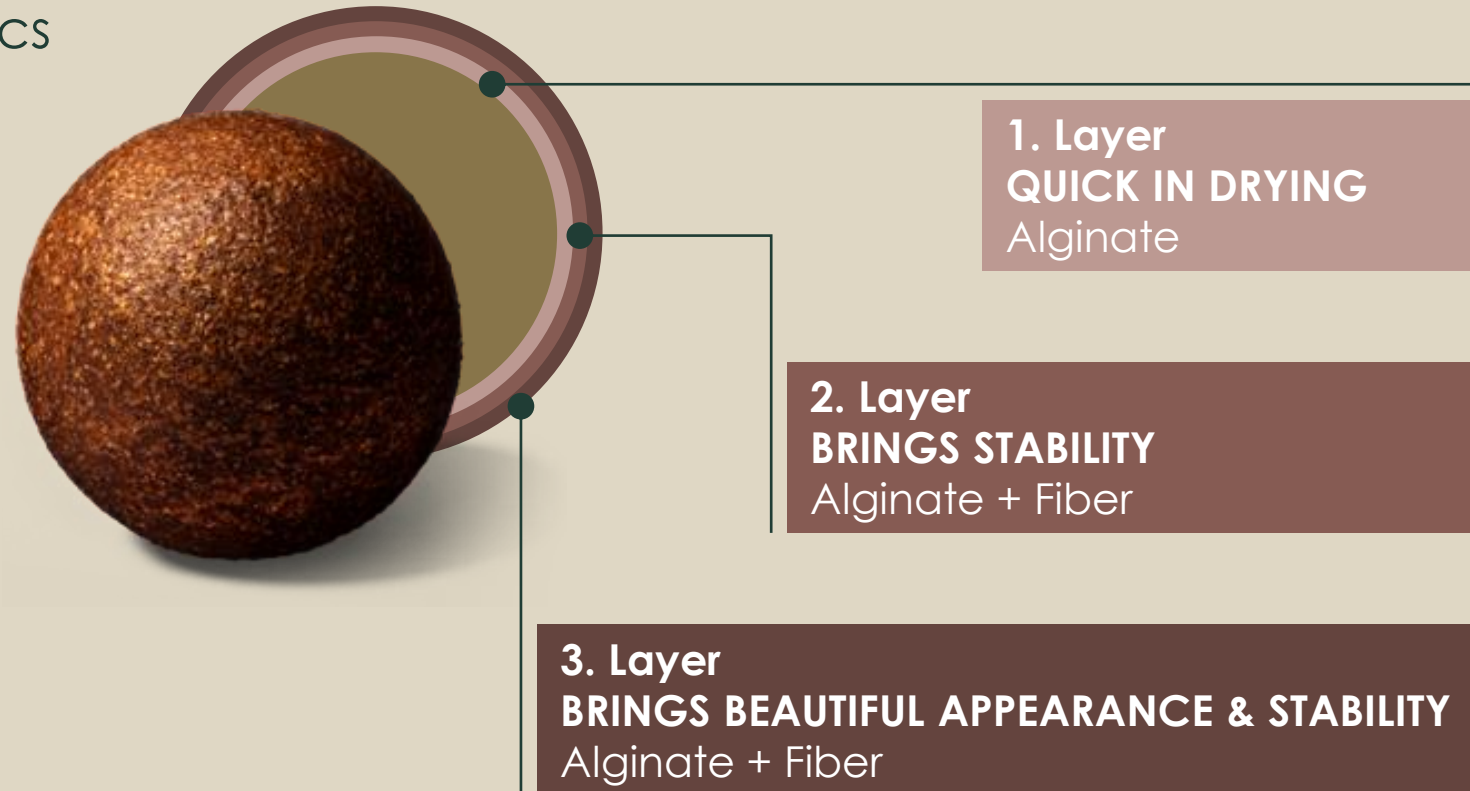 CS
1. Layer
QUICK IN DRYING
Alginate
2. Layer
BRINGS STABILITY
Alginate + Fiber
3. Layer
BRINGS BEAUTIFUL APPEARANCE & STABILITY
Alginate + Fiber